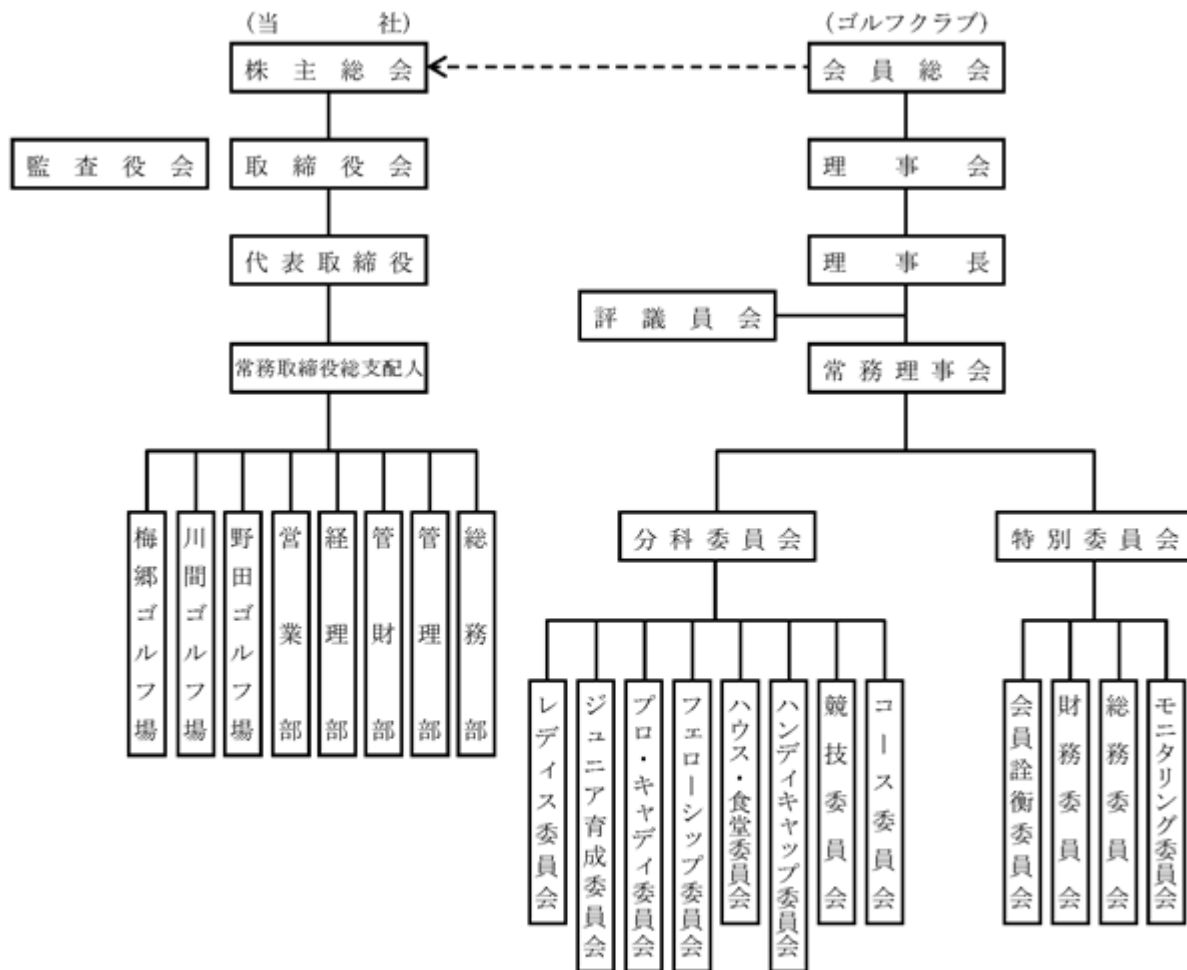 (当社)
(ゴルフクラブ)
株主総会
会員総会
監査役会
取締役会
理事会
代表取締役
理事長
評議員会
常務取締役総支配人
常務理事会
梅郷ゴルフ場
川間ゴルフ場
野田ゴルフ場
営業部
経理部
管財部
管理部
総務部
分科委員会
特別委員会
レディス委員会
ジュニア育成委員会
プロ・キャディ委員会
フェローシップ委員会
ハウス・食堂委員会
ハンディキャップ委員会
競技委員会
コース委員会
会員詮衡委員会
財務委員会
総務委員会
モニタリング委員会